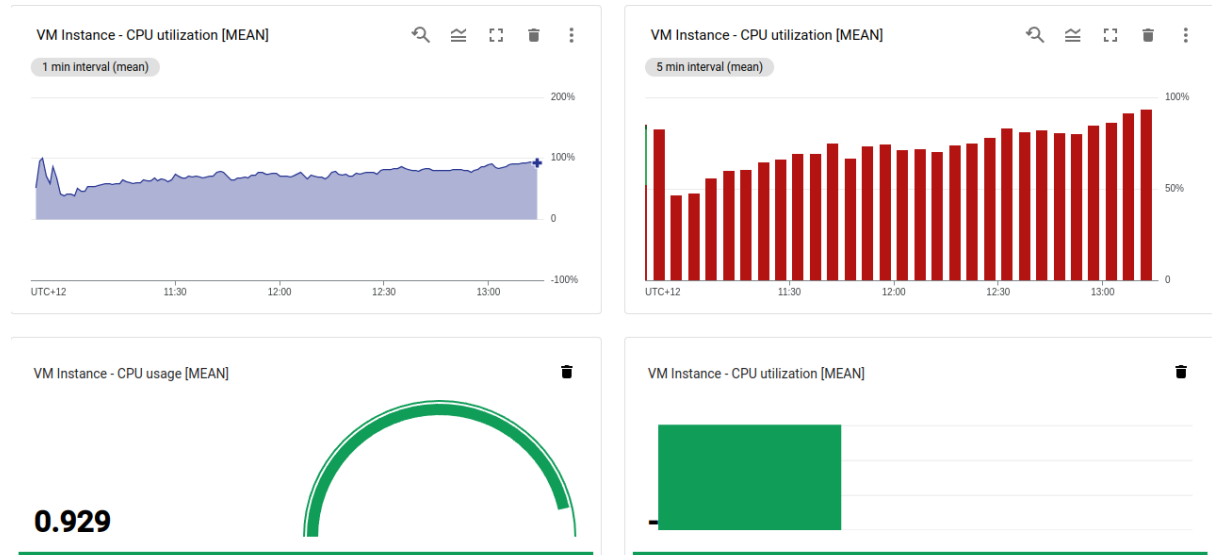 VM Instance - CPU utilization [MEAN]
1 min interval (mean)
200%
100%
0
-100%
UTC+12 11:30 12:00 12:30 13:00
VM Instance - CPU utilization [MEAN]
5 min interval (mean)
100%
50%
0
UTC+12 11:30 12:00 12:30 13:00
VM Instance - CPU usage [MEAN]
0.929
VM Instance - CPU utilization [MEAN]
-